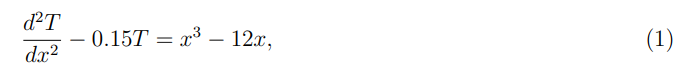 d²T/dx² − 0.15T = x³ − 12x, (1)